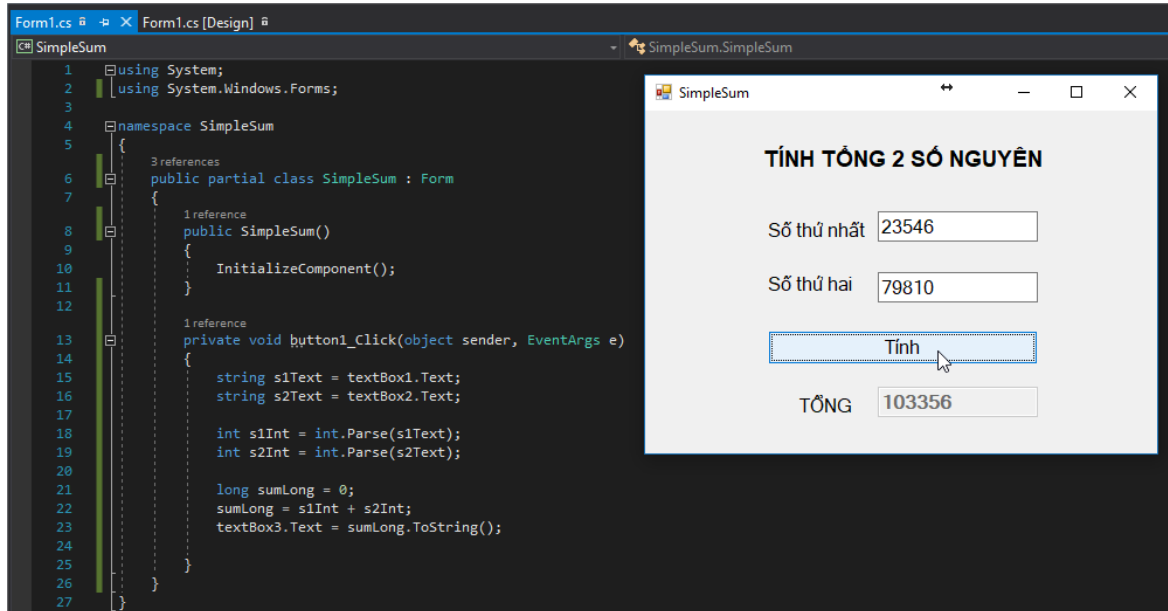 Form1.cs Form1.cs [Design]
C# SimpleSum SimpleSum.SimpleSum
1 using System;
2 using System.Windows.Forms;
3
4 namespace SimpleSum
5 {
3 references
6 public partial class SimpleSum : Form
7 {
1 reference
8 public SimpleSum()
9 {
10 InitializeComponent();
11 }
12
1 reference
13 private void button1_Click(object sender, EventArgs e)
14 {
15 string s1Text = textBox1.Text;
16 string s2Text = textBox2.Text;
17
18 int s1Int = int.Parse(s1Text);
19 int s2Int = int.Parse(s2Text);
20
21 long sumLong = 0;
22 sumLong = s1Int + s2Int;
23 textBox3.Text = sumLong.ToString();
24
25 }
26 }
27 }
SimpleSum
TÍNH TỔNG 2 SỐ NGUYÊN
Số thứ nhất 23546
Số thứ hai 79810
Tính
TỔNG 103356